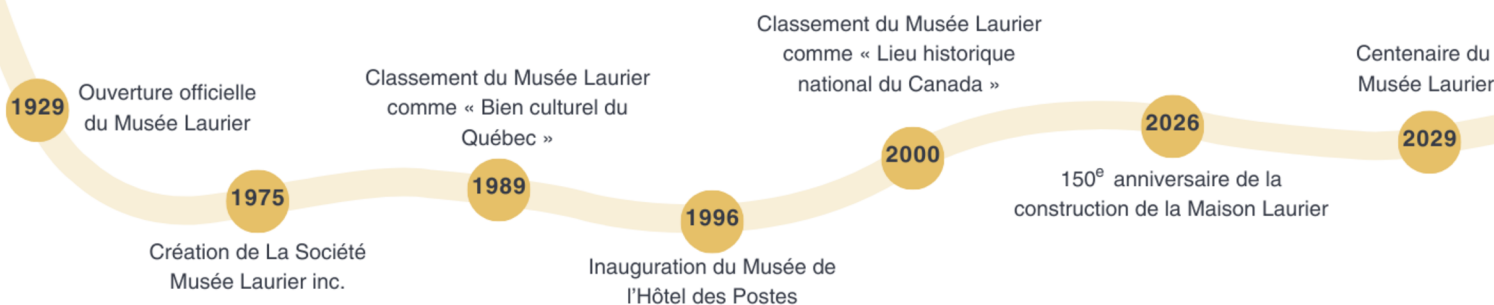 1929
Ouverture officielle
du Musée Laurier
1975
Création de La Société
Musée Laurier inc.
Classement du Musée Laurier
comme « Bien culturel du
Québec »
1989
1996
Inauguration du Musée de
l'Hôtel des Postes
Classement du Musée Laurier
comme « Lieu historique
national du Canada »
2000
2026
150e anniversaire de la
construction de la Maison Laurier
Centenaire du
Musée Laurier
2029